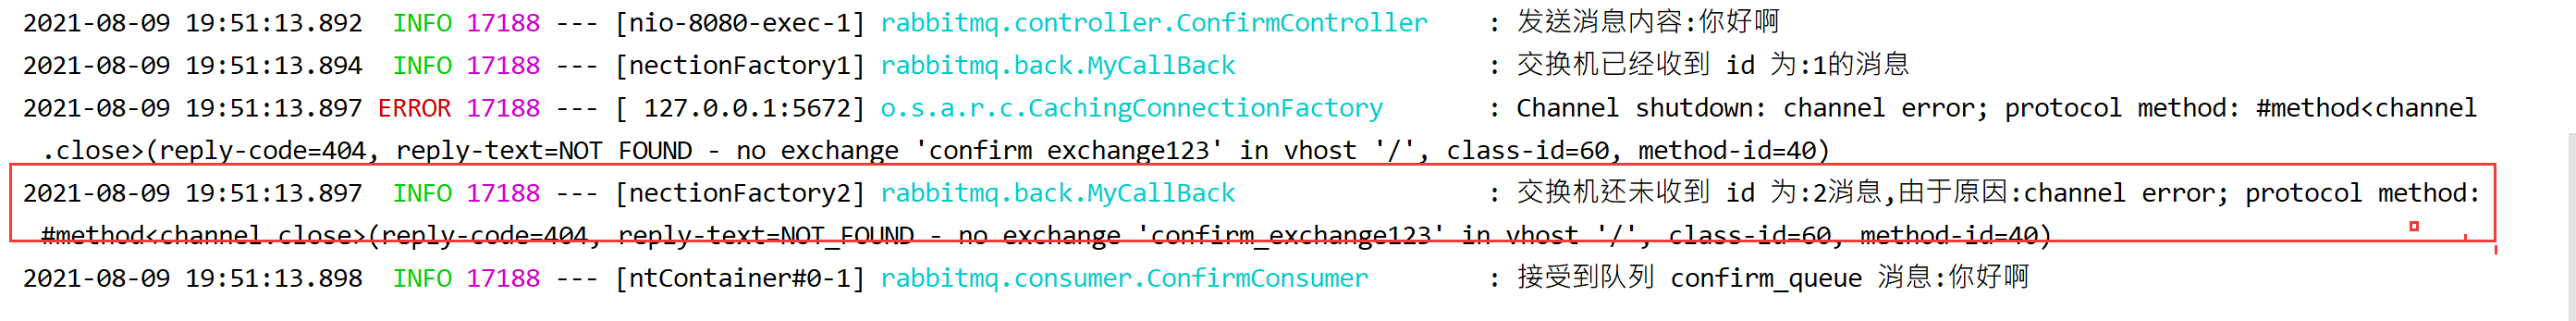 2021-08-09 19:51:13.892  INFO 17188 --- [nio-8080-exec-1] rabbitmq.controller.ConfirmController    : 发送消息内容:你好啊
2021-08-09 19:51:13.894  INFO 17188 --- [nectionFactory1] rabbitmq.back.MyCallBack                 : 交换机已经收到 id 为:1的消息
2021-08-09 19:51:13.897 ERROR 17188 --- [ 127.0.0.1:5672] o.s.a.r.c.CachingConnectionFactory       : Channel shutdown: channel error; protocol method: #method<channel
.close>(reply-code=404, reply-text=NOT_FOUND - no exchange 'confirm_exchange123' in vhost '/', class-id=60, method-id=40)
2021-08-09 19:51:13.897  INFO 17188 --- [nectionFactory2] rabbitmq.back.MyCallBack                 : 交换机还未收到 id 为:2消息,由于原因:channel error; protocol method:
#method<channel.close>(reply-code=404, reply-text=NOT_FOUND - no exchange 'confirm_exchange123' in vhost '/', class-id=60, method-id=40)
2021-08-09 19:51:13.898  INFO 17188 --- [ntContainer#0-1] rabbitmq.consumer.ConfirmConsumer        : 接受到队列 confirm_queue 消息:你好啊